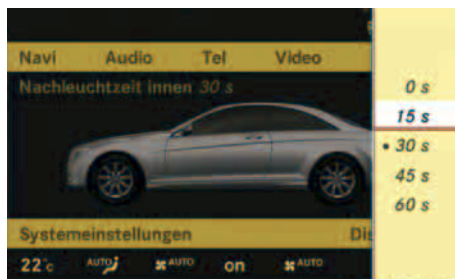 Navi Audio Tel Video
Nachleuchtzeit innen 30 s
0 s
15 s
• 30 s
45 s
60 s
Systemeinstellungen
22°c AUTO AUTO on AUTO